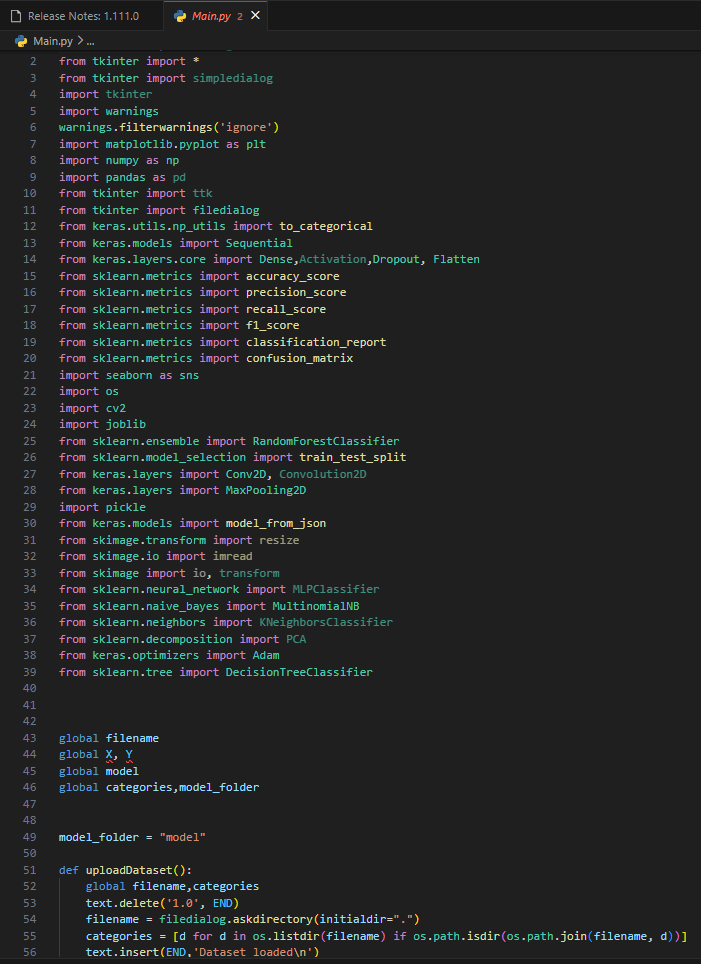 Release Notes: 1.111.0
Main.py 2
Main.py > ...
2 from tkinter import *
3 from tkinter import simpledialog
4 import tkinter
5 import warnings
6 warnings.filterwarnings('ignore')
7 import matplotlib.pyplot as plt
8 import numpy as np
9 import pandas as pd
10 from tkinter import ttk
11 from tkinter import filedialog
12 from keras.utils.np_utils import to_categorical
13 from keras.models import Sequential
14 from keras.layers.core import Dense,Activation,Dropout, Flatten
15 from sklearn.metrics import accuracy_score
16 from sklearn.metrics import precision_score
17 from sklearn.metrics import recall_score
18 from sklearn.metrics import f1_score
19 from sklearn.metrics import classification_report
20 from sklearn.metrics import confusion_matrix
21 import seaborn as sns
22 import os
23 import cv2
24 import joblib
25 from sklearn.ensemble import RandomForestClassifier
26 from sklearn.model_selection import train_test_split
27 from keras.layers import Conv2D, Convolution2D
28 from keras.layers import MaxPooling2D
29 import pickle
30 from keras.models import model_from_json
31 from skimage.transform import resize
32 from skimage.io import imread
33 from skimage import io, transform
34 from sklearn.neural_network import MLPClassifier
35 from sklearn.naive_bayes import MultinomialNB
36 from sklearn.neighbors import KNeighborsClassifier
37 from sklearn.decomposition import PCA
38 from keras.optimizers import Adam
39 from sklearn.tree import DecisionTreeClassifier
40
41
42
43 global filename
44 global X, Y
45 global model
46 global categories,model_folder
47
48
49 model_folder = "model"
50
51 def uploadDataset():
52     global filename,categories
53     text.delete('1.0', END)
54     filename = filedialog.askdirectory(initialdir=".")
55     categories = [d for d in os.listdir(filename) if os.path.isdir(os.path.join(filename, d))]
56     text.insert(END,'Dataset loaded\n')